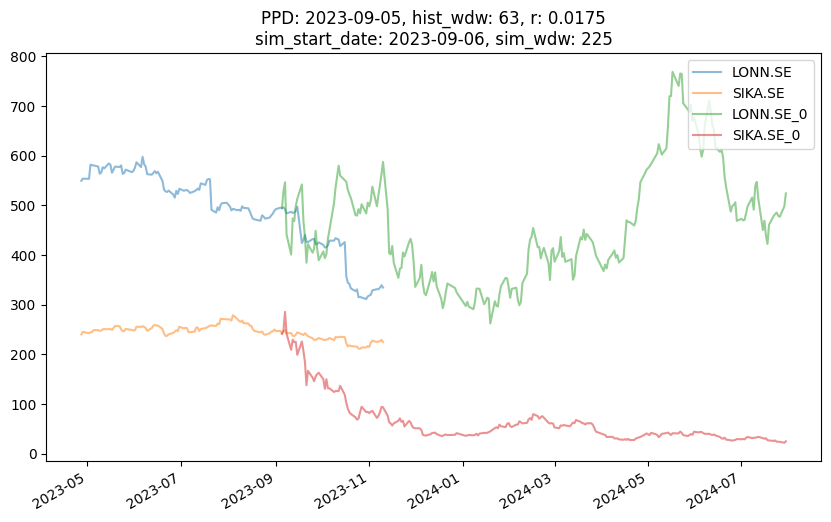 PPD: 2023-09-05, hist_wdw: 63, r: 0.0175
sim_start_date: 2023-09-06, sim_wdw: 225
800
700
600
500
400
300
200
100
0
LONN.SE
SIKA.SE
LONN.SE_0
SIKA.SE_0
2023-05
2023-07
2023-09
2023-11
2024-01
2024-03
2024-05
2024-07